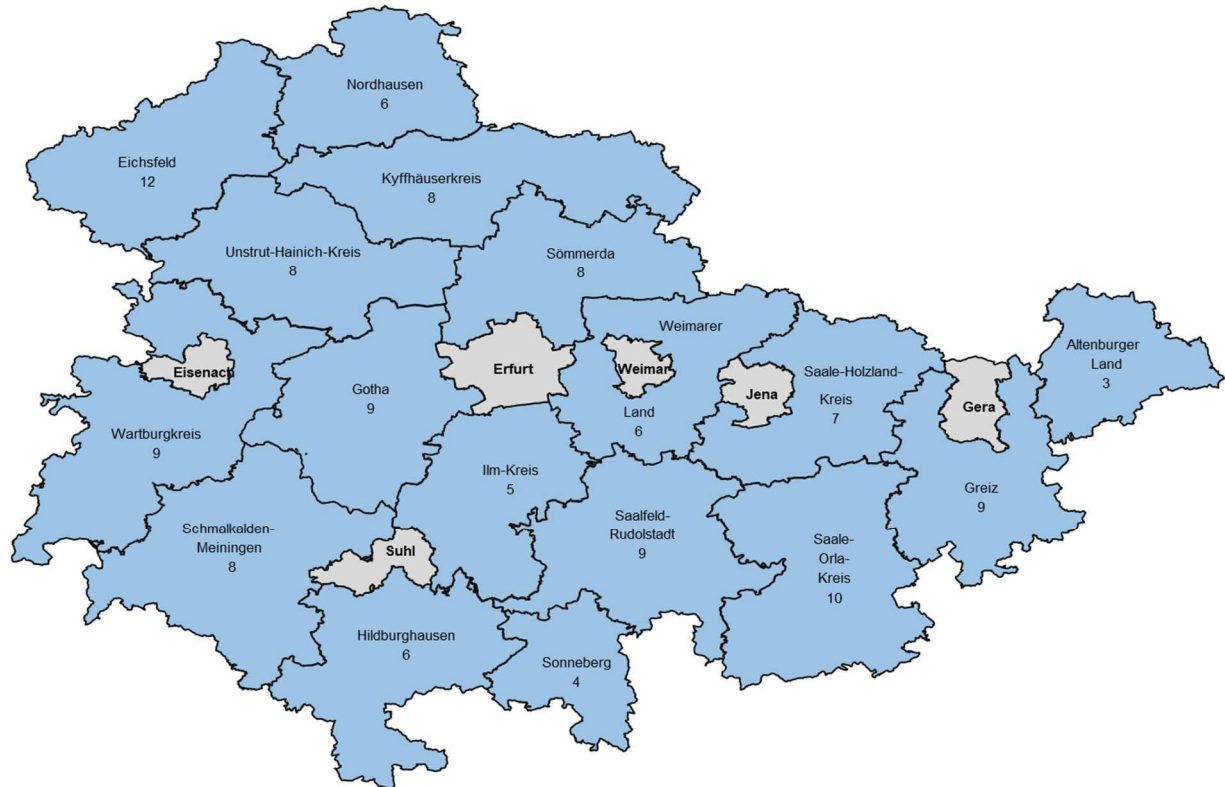 Nordhausen
6
Eichsfeld
12
Kyffhäuserkreis
8
Unstrut-Hainich-Kreis
8
Sömmerda
8
Weimarer
Land
6
Altenburger
Land
3
Eisenach
Erfurt
Weimar
Jena
Saale-Holzland-
Kreis
7
Gera
Gotha
9
Wartburgkreis
9
Ilm-Kreis
5
Greiz
9
Schmalkalden-
Meiningen
8
Suhl
Saalfeld-
Rudolstadt
9
Saale-
Orla-
Kreis
10
Hildburghausen
6
Sonneberg
4